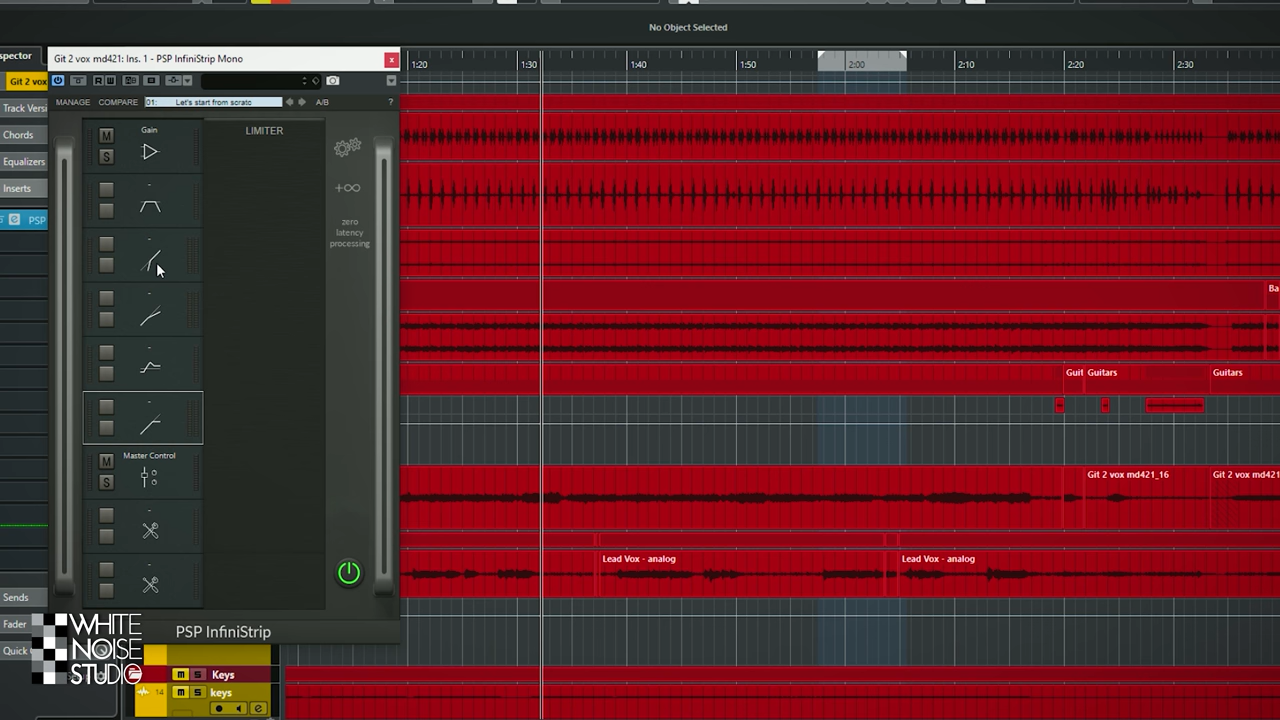 No Object Selected
spector
Git 2 vox md421: Ins. 1 - PSP InfiniStrip Mono
x
1:20
1:30
1:40
1:50
2:00
2:10
2:20
2:30
Git 2 vox
R W
Track Versi
MANAGE
COMPARE
01:
Let's start from scratc
A/B
?
Chords
Gain
LIMITER
M
S
Equalizers
Inserts
+∞
PSP
zero
latency
processing
Ba
Guit
Guitars
Guitars
Master Control
M
S
Git 2 vox md421_16
Git 2 vox md421
Lead Vox - analog
Lead Vox - analog
Sends
Fader
Quick
WHITE
NOISE
STUDIO
PSP InfiniStrip
m
s
Keys
14
m
s
keys
e